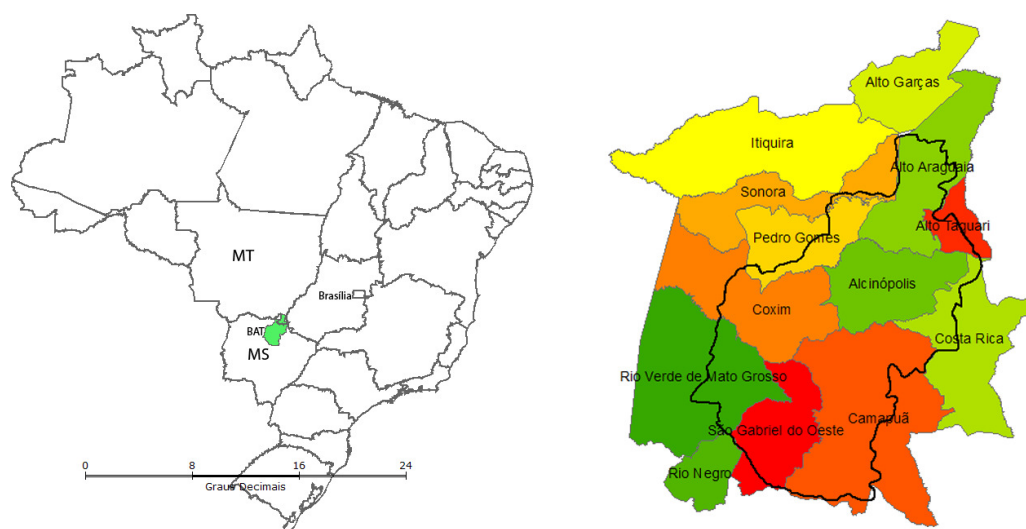 MT
Brasília
BAT
MS
0 8 16 24
Graus Decimais
Alto Garças
Itiquira
Alto Araguaia
Sonora
Alto Taquari
Pedro Gomes
Alcinópolis
Coxim
Costa Rica
Rio Verde de Mato Grosso
Camapuã
São Gabriel do Oeste
Rio Negro